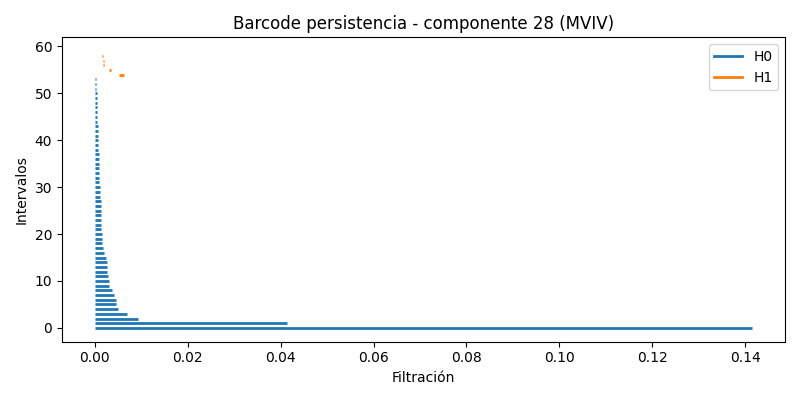 Barcode persistencia - componente 28 (MVIV)
H0
H1
Intervalos
60
50
40
30
20
10
0
0.00 0.02 0.04 0.06 0.08 0.10 0.12 0.14
Filtración